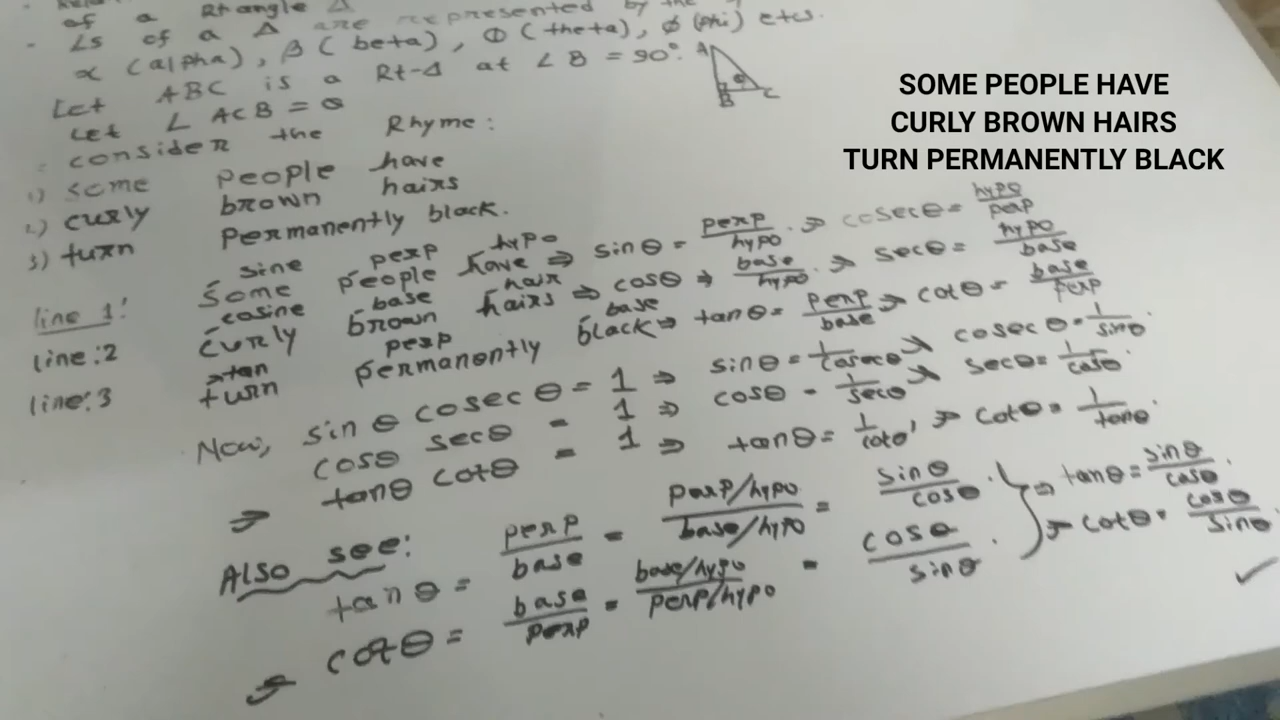 of a Rtangle Δ
∠s of a Δ are represented by the
∝ (alpha), β (beta), Θ (theta), ϕ (phi) etc.
Let ABC is a Rt-Δ at ∠B = 90°.
Let ∠ ACB = θ
consider the Rhyme:
1) some people have
2) curly brown hairs
3) turn permanently black.
A
B
C
θ
SOME PEOPLE HAVE
CURLY BROWN HAIRS
TURN PERMANENTLY BLACK
sine perp hypo
line 1: some people have ⇒ sinθ = perp/hypo. ⇒ cosecθ = hypo/perp
cosine base hair
line:2 curly brown hairs ⇒ cosθ ⇒ base/hypo. ⇒ secθ = hypo/base
tan perp base
line:3 turn permanently black ⇒ tanθ = perp/base ⇒ cotθ = base/perp
Now, sinθ cosecθ = 1 ⇒ sinθ = 1/cosecθ ⇒ cosecθ = 1/sinθ
cosθ secθ = 1 ⇒ cosθ = 1/secθ ⇒ secθ = 1/cosθ
⇒ tanθ cotθ = 1 ⇒ tanθ = 1/cotθ, ⇒ cotθ = 1/tanθ
Also see:
tanθ = perp/base = perp/hypo / base/hypo = sinθ/cosθ. ⇒ tanθ = sinθ/cosθ.
⇒ cotθ = base/perp = base/hypo / perp/hypo = cosθ/sinθ. ⇒ cotθ = cosθ/sinθ.